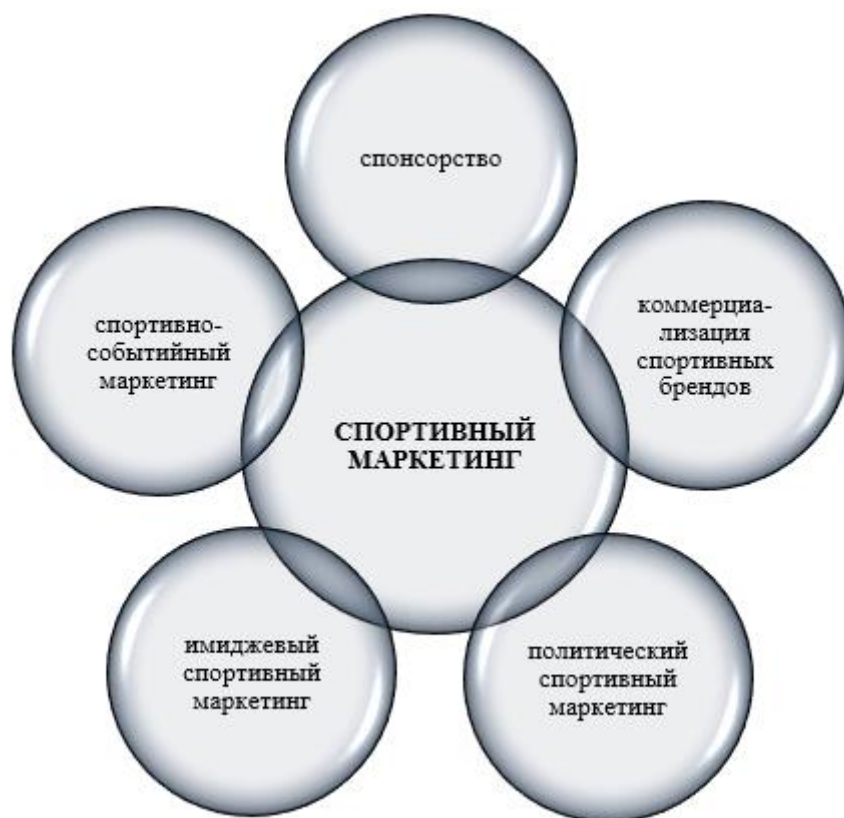 спонсорство
спортивно-
событийный
маркетинг
коммерциа-
лизация
спортивных
брендов
СПОРТИВНЫЙ
МАРКЕТИНГ
имиджевый
спортивный
маркетинг
политический
спортивный
маркетинг